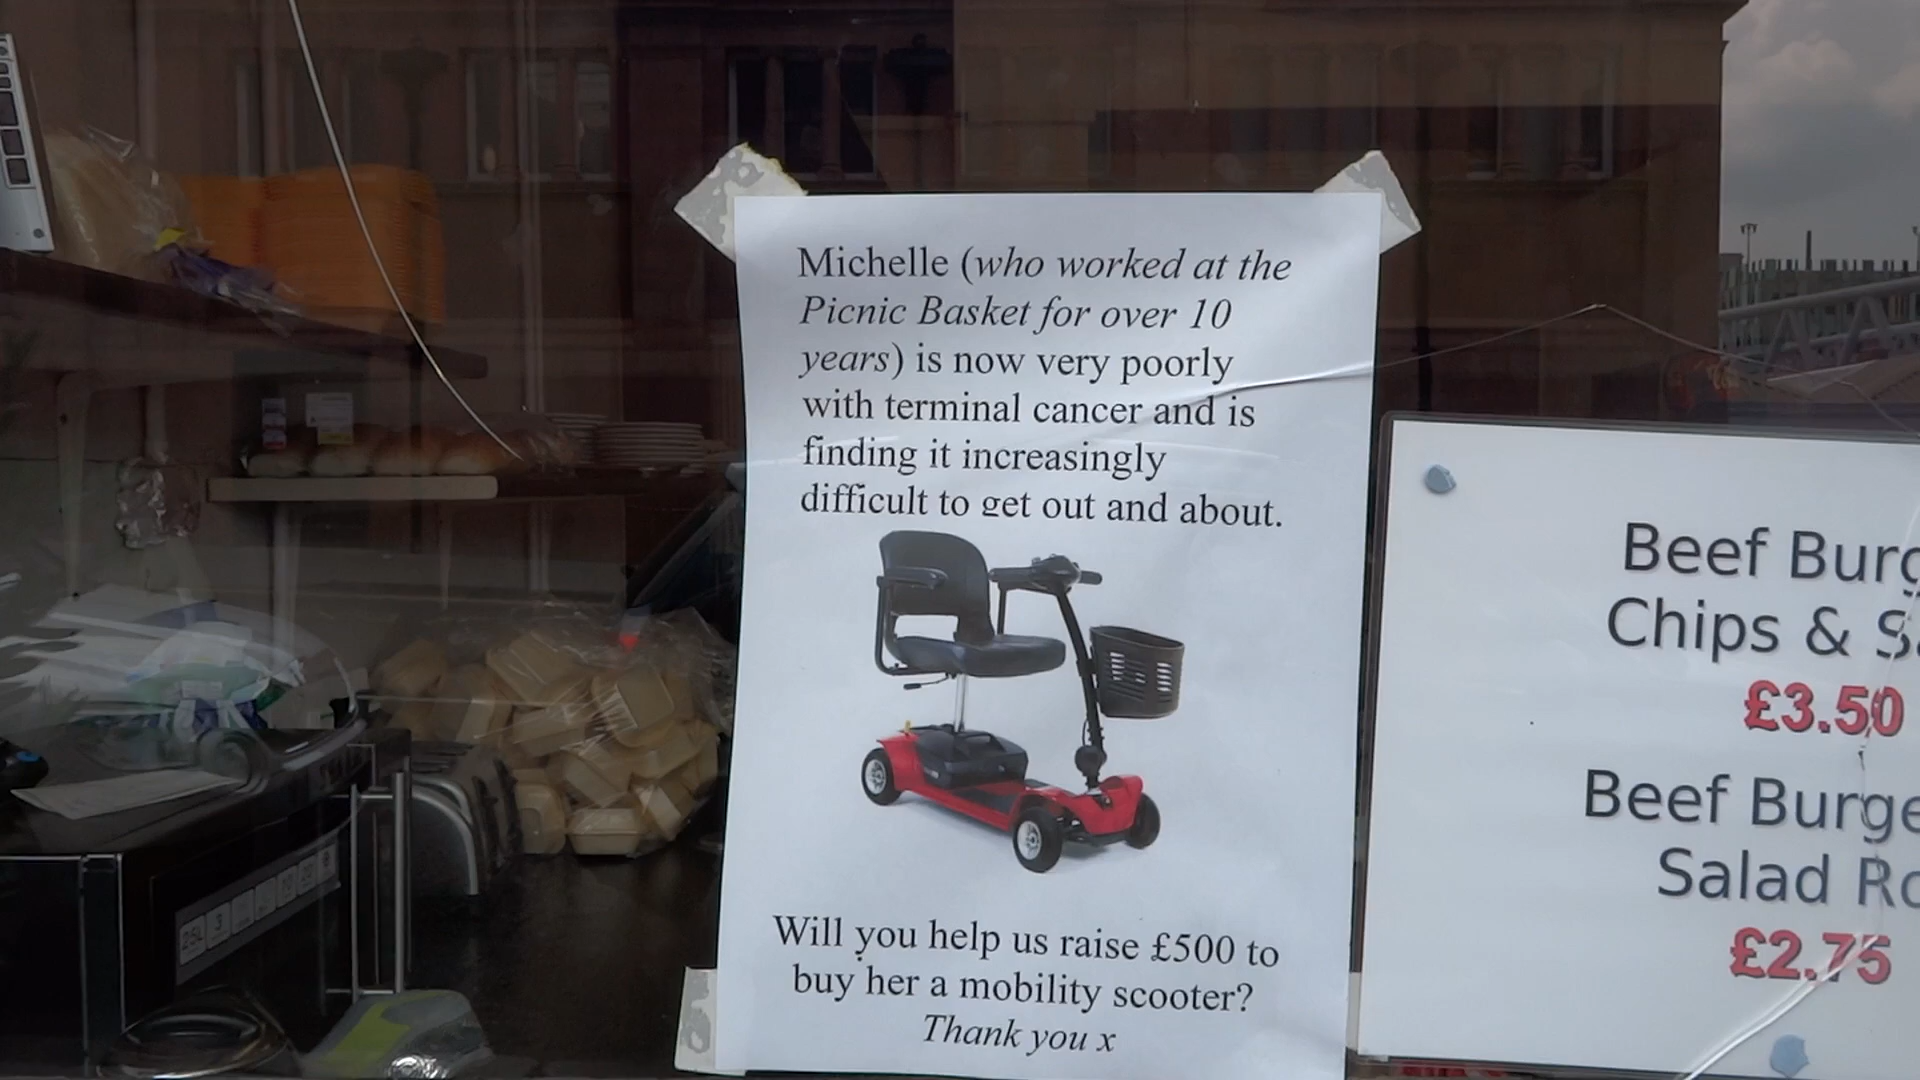 Michelle (who worked at the
Picnic Basket for over 10
years) is now very poorly
with terminal cancer and is
finding it increasingly
difficult to get out and about.
Will you help us raise £500 to
buy her a mobility scooter?
Thank you x
Beef Burg
Chips & S
£3.50
Beef Burge
Salad Ro
£2.75